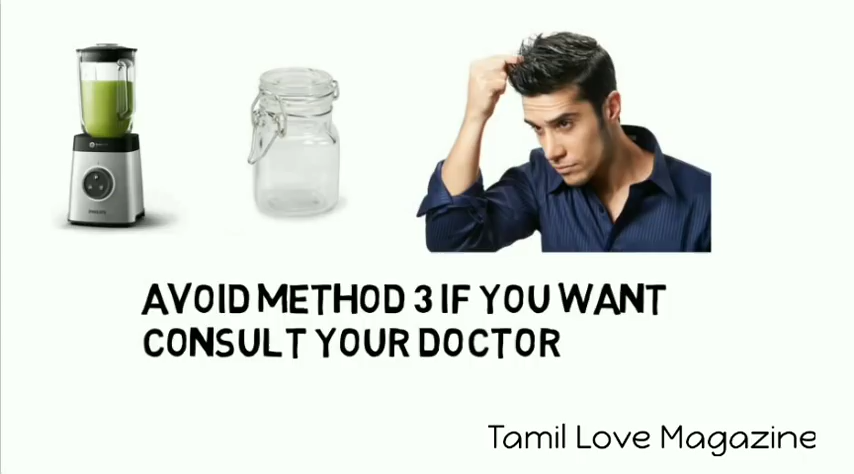 AVOID METHOD 3 IF YOU WANT
CONSULT YOUR DOCTOR
Tamil Love Magazine